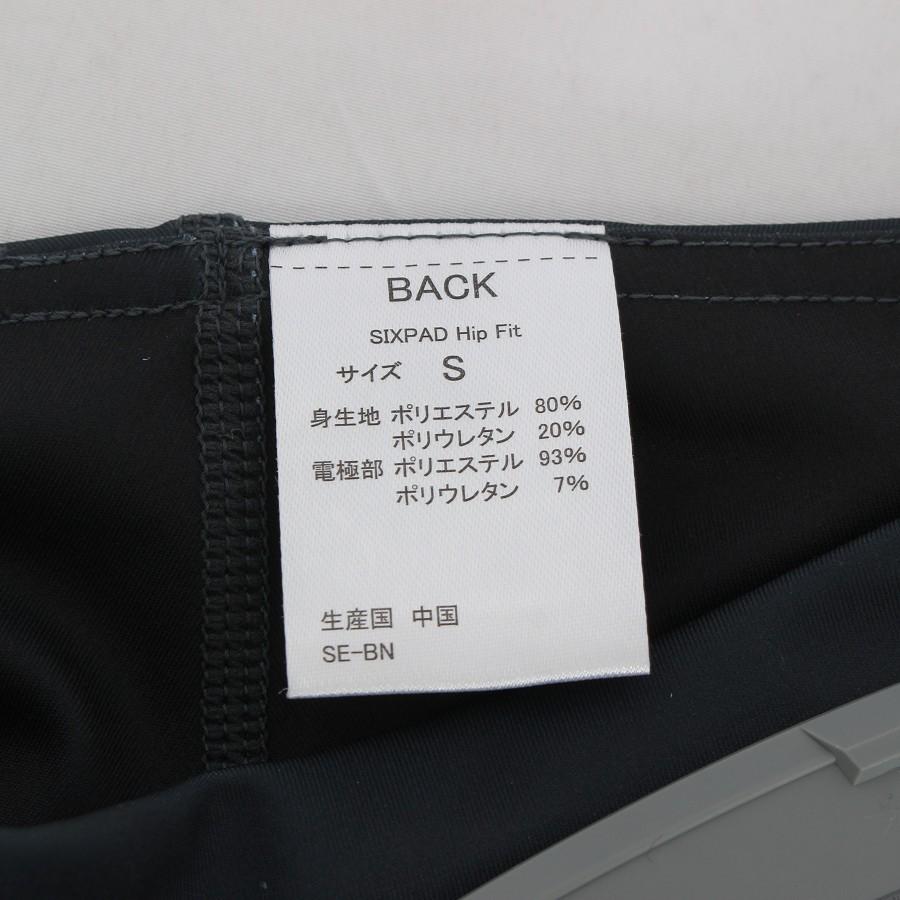 BACK
SIXPAD Hip Fit
サイズ S
身生地 ポリエステル 80%
ポリウレタン 20%
電極部 ポリエステル 93%
ポリウレタン 7%
生産国 中国
SE-BN